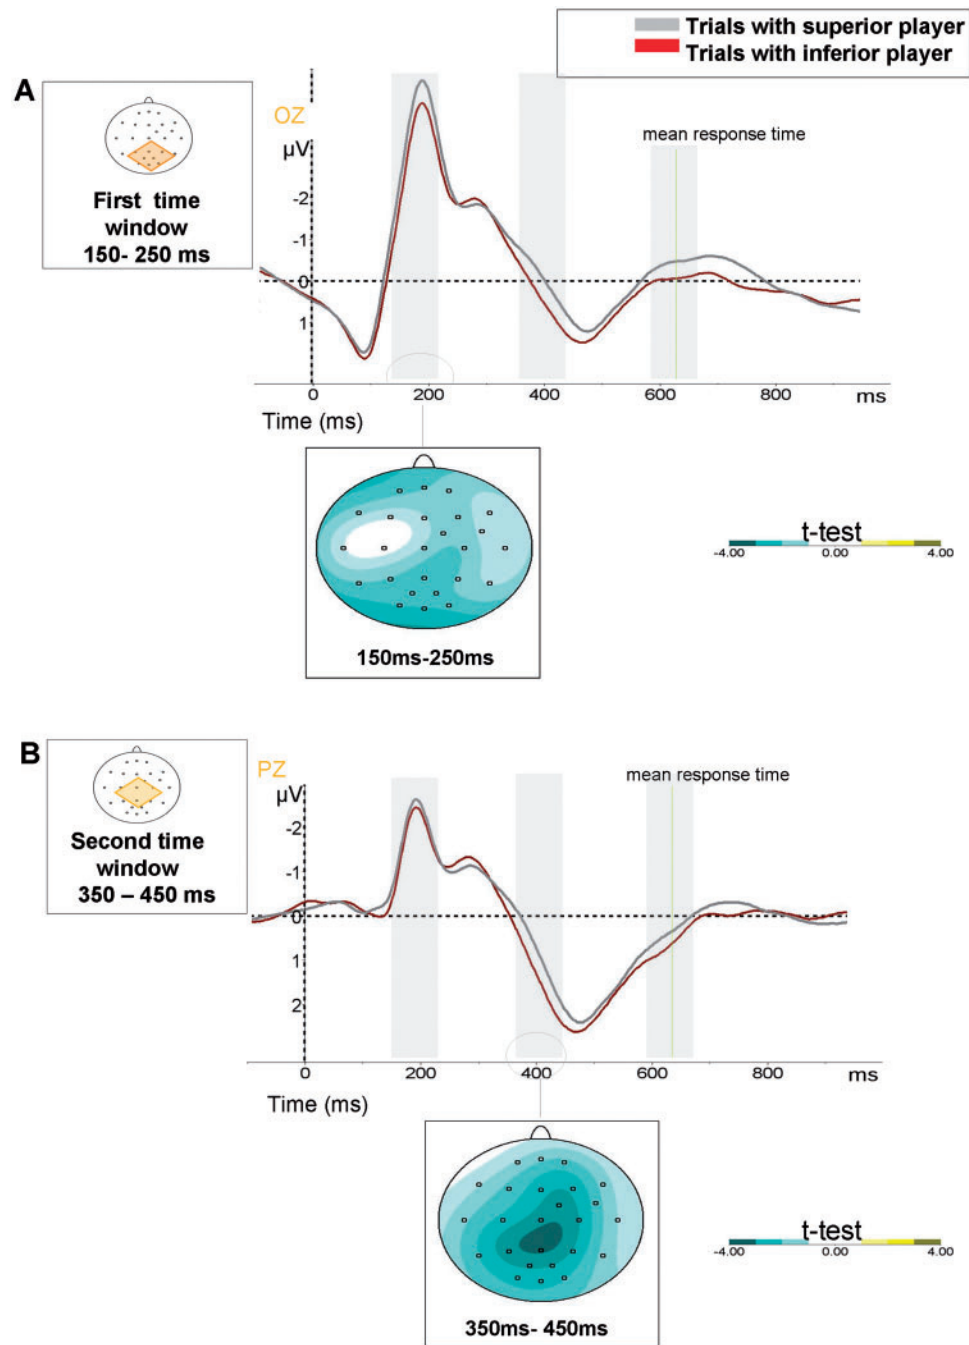 Trials with superior player
Trials with inferior player
A
First time
window
150- 250 ms
OZ
µV
-2
-1
0
1
mean response time
0
200
400
600
800
ms
Time (ms)
150ms-250ms
t-test
-4.00
0.00
4.00
B
Second time
window
350 – 450 ms
PZ
µV
-2
-1
0
1
2
mean response time
0
200
400
600
800
ms
Time (ms)
350ms- 450ms
t-test
-4.00
0.00
4.00